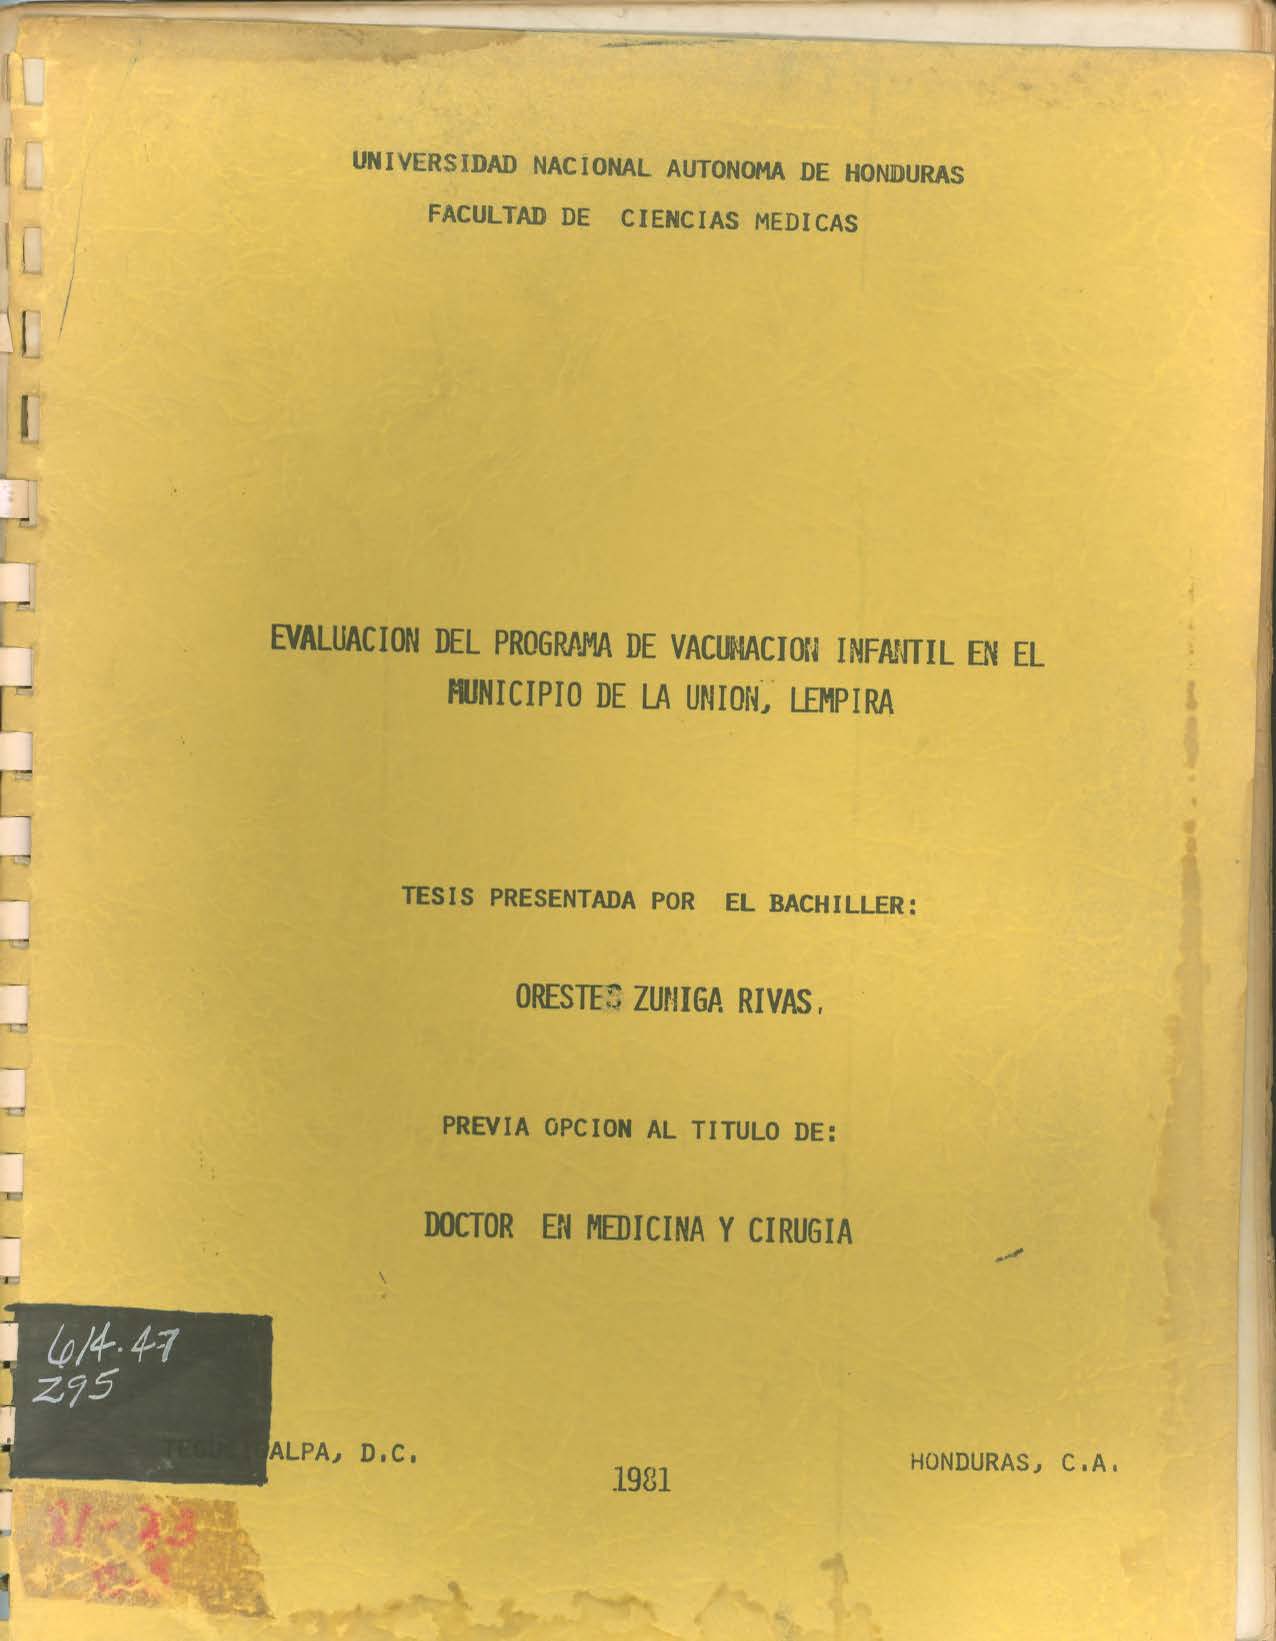 UNIVERSIDAD NACIONAL AUTONOMA DE HONDURAS
FACULTAD DE CIENCIAS MEDICAS
EVALUACION DEL PROGRAMA DE VACUNACION INFANTIL EN EL
MUNICIPIO DE LA UNION, LEMPIRA
TESIS PRESENTADA POR EL BACHILLER:
ORESTES ZUNIGA RIVAS.
PREVIA OPCION AL TITULO DE:
DOCTOR EN MEDICINA Y CIRUGIA
614.47
Z95
TEGUCIGALPA, D.C.
HONDURAS, C.A.
1981